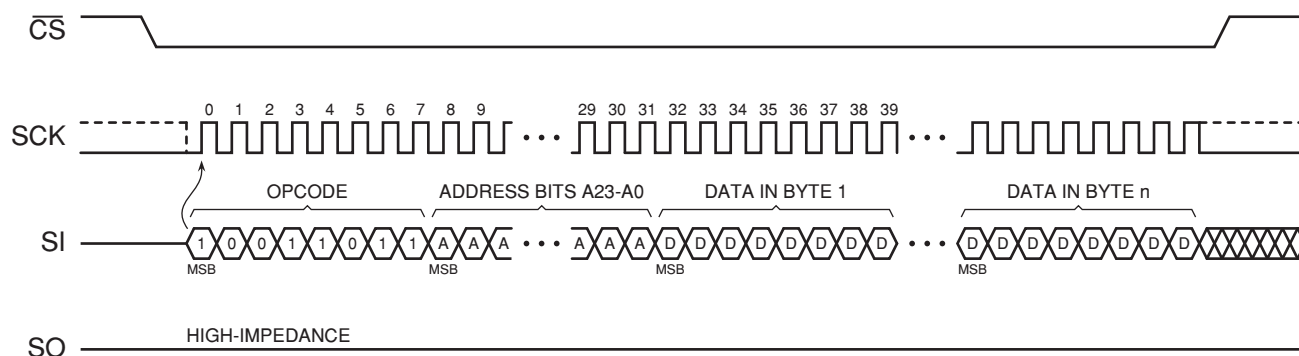 CS
0 1 2 3 4 5 6 7 8 9 29 30 31 32 33 34 35 36 37 38 39
SCK
OPCODE ADDRESS BITS A23-A0 DATA IN BYTE 1 DATA IN BYTE n
SI 1 0 0 1 1 0 1 1 A A A A A A D D D D D D D D D D D D D D D D
MSB MSB MSB MSB
HIGH-IMPEDANCE
SO